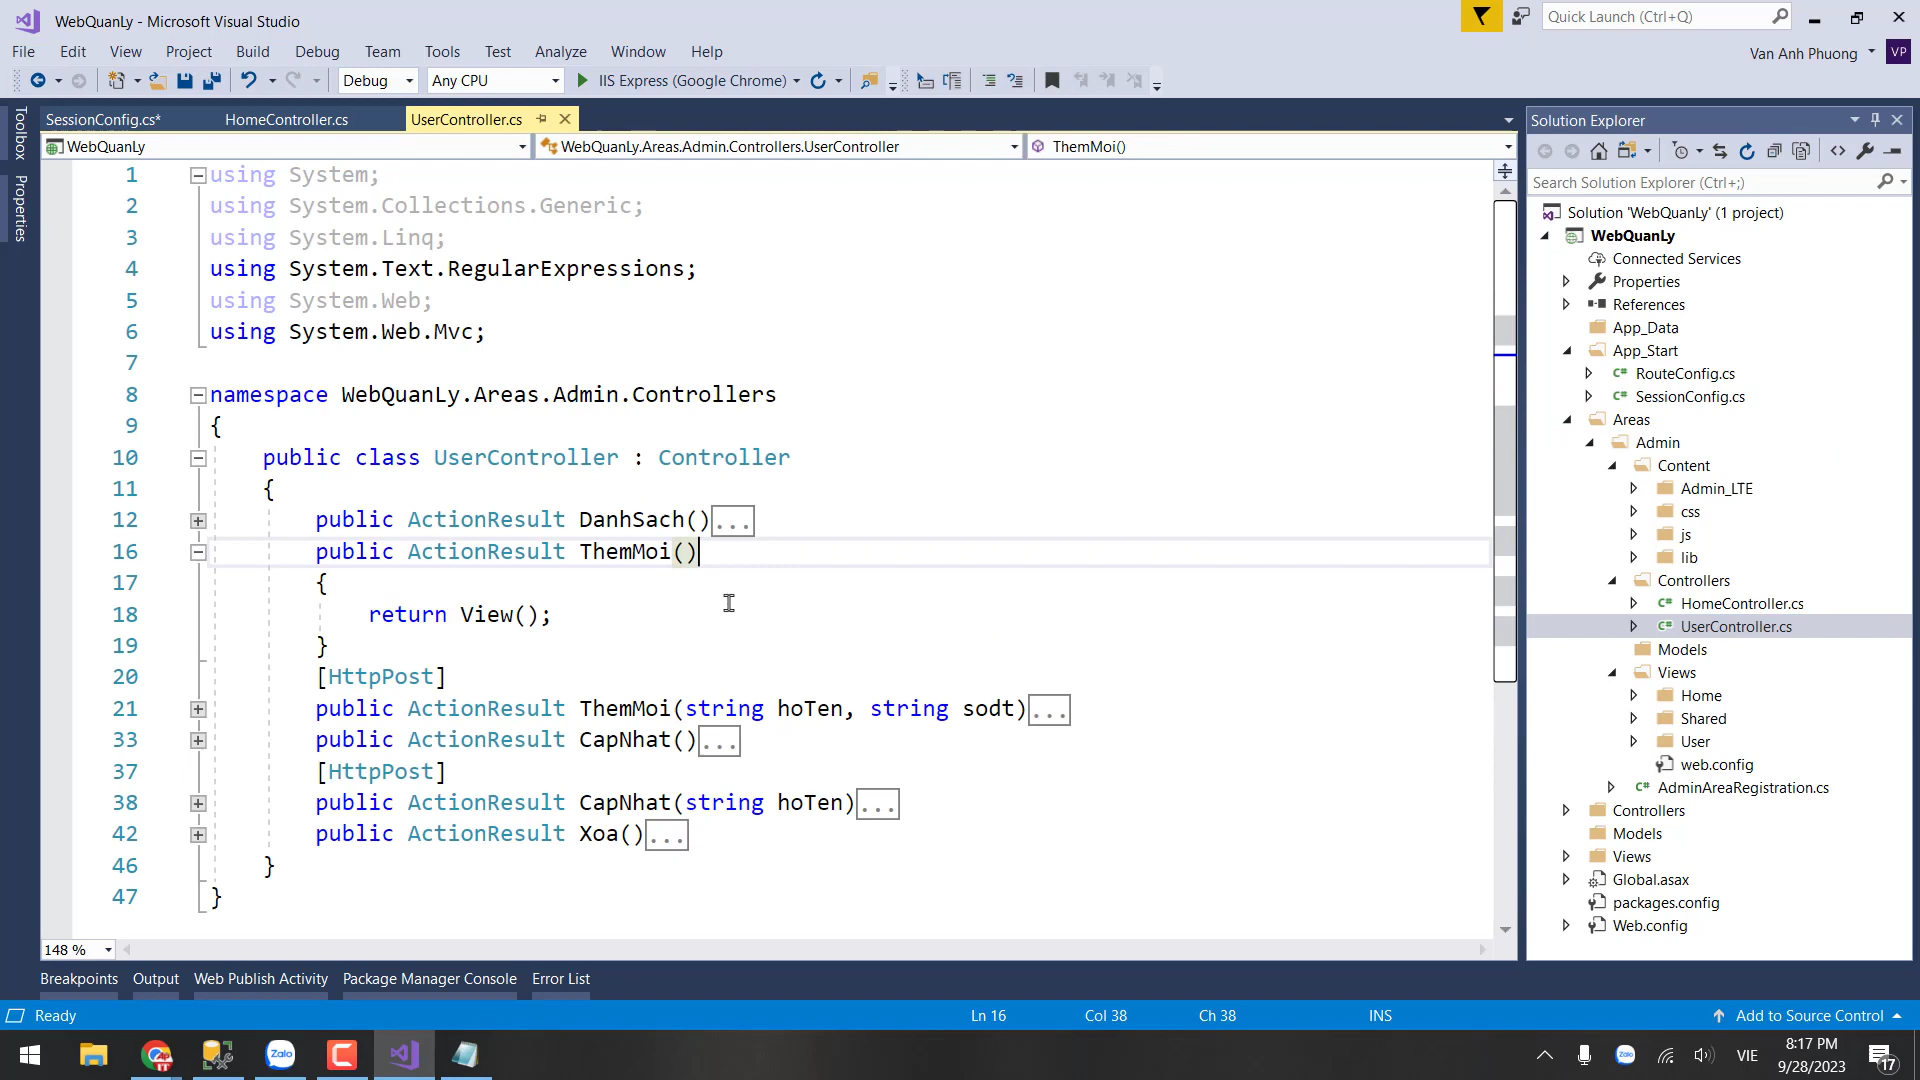 WebQuanLy - Microsoft Visual Studio
Quick Launch (Ctrl+Q)
File Edit View Project Build Debug Team Tools Test Analyze Window Help
Van Anh Phuong VP
Debug Any CPU IIS Express (Google Chrome)
Toolbox
Properties
SessionConfig.cs* HomeController.cs UserController.cs
WebQuanLy WebQuanLy.Areas.Admin.Controllers.UserController ThemMoi()
1 using System;
2 using System.Collections.Generic;
3 using System.Linq;
4 using System.Text.RegularExpressions;
5 using System.Web;
6 using System.Web.Mvc;
7
8 namespace WebQuanLy.Areas.Admin.Controllers
9 {
10 public class UserController : Controller
11 {
12 public ActionResult DanhSach()...
16 public ActionResult ThemMoi()
17 {
18 return View();
19 }
20 [HttpPost]
21 public ActionResult ThemMoi(string hoTen, string sodt)...
33 public ActionResult CapNhat()...
37 [HttpPost]
38 public ActionResult CapNhat(string hoTen)...
42 public ActionResult Xoa()...
46 }
47 }
148 %
Solution Explorer
Search Solution Explorer (Ctrl+;)
Solution 'WebQuanLy' (1 project)
WebQuanLy
Connected Services
Properties
References
App_Data
App_Start
C# RouteConfig.cs
C# SessionConfig.cs
Areas
Admin
Content
Admin_LTE
css
js
lib
Controllers
C# HomeController.cs
C# UserController.cs
Models
Views
Home
Shared
User
web.config
C# AdminAreaRegistration.cs
Controllers
Models
Views
Global.asax
packages.config
Web.config
Breakpoints Output Web Publish Activity Package Manager Console Error List
Ready Ln 16 Col 38 Ch 38 INS Add to Source Control
Zalo
VIE
8:17 PM
9/28/2023
17